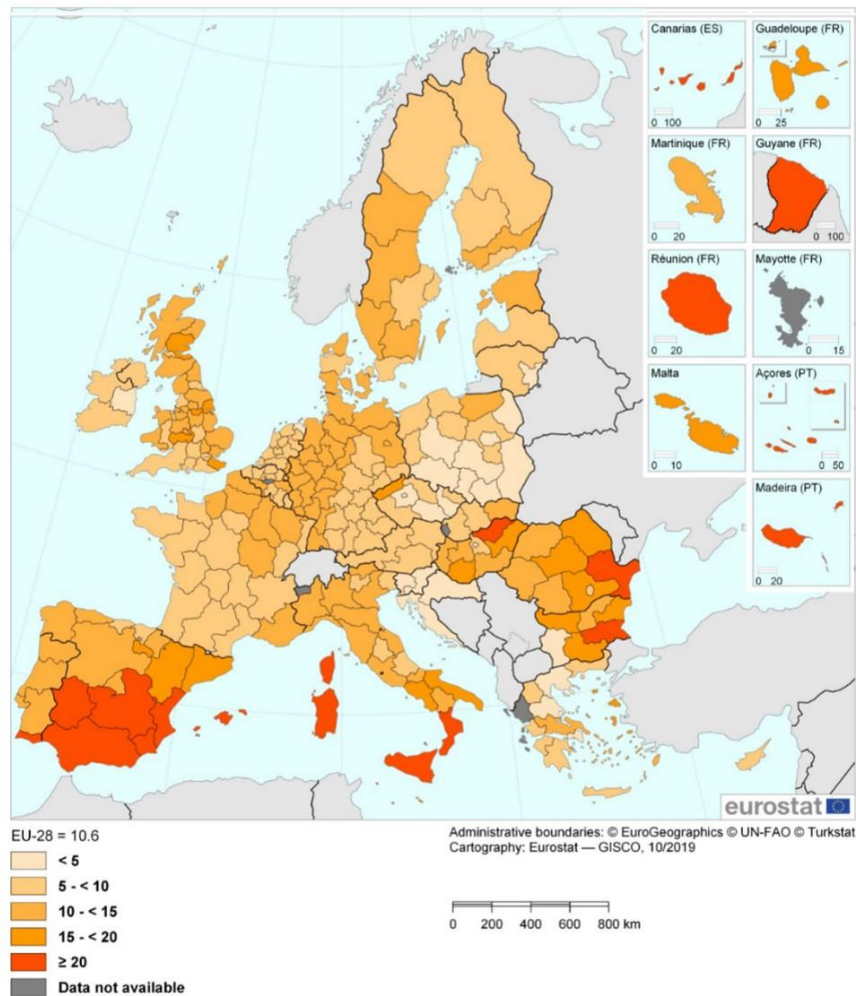 Canarias (ES)
0 100
Guadeloupe (FR)
0 25
Martinique (FR)
0 20
Guyane (FR)
0 100
Réunion (FR)
0 20
Mayotte (FR)
0 15
Malta
0 10
Açores (PT)
0 50
Madeira (PT)
0 20
eurostat
EU-28 = 10.6
< 5
5 - < 10
10 - < 15
15 - < 20
≥ 20
Data not available
Administrative boundaries: © EuroGeographics © UN-FAO © Turkstat
Cartography: Eurostat — GISCO, 10/2019
0 200 400 600 800 km